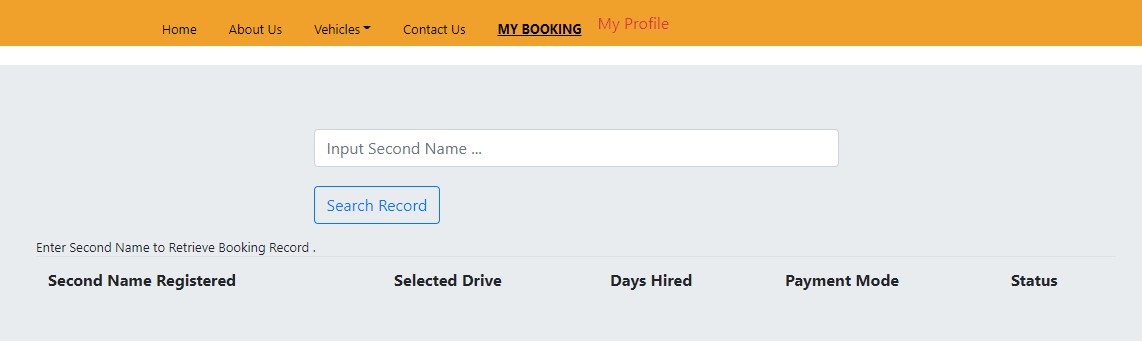 Home About Us Vehicles Contact Us MY BOOKING My Profile
Input Second Name ...
Search Record
Enter Second Name to Retrieve Booking Record .
Second Name Registered Selected Drive Days Hired Payment Mode Status